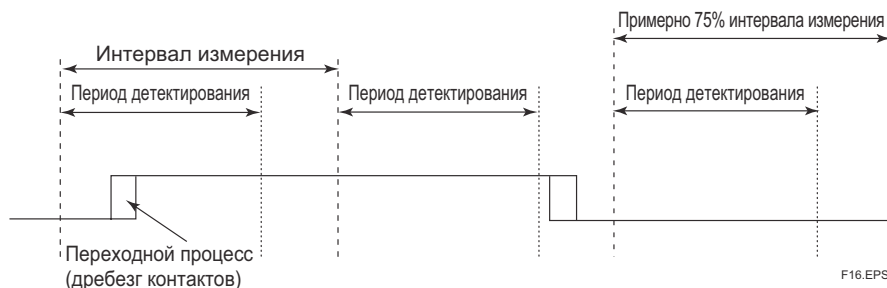 Примерно 75% интервала измерения
Интервал измерения
Период детектирования
Период детектирования
Период детектирования
Переходной процесс
(дребезг контактов)
F16.EPS